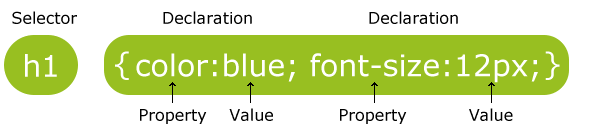 Selector Declaration Declaration
h1 {color:blue; font-size:12px;}
Property Value Property Value